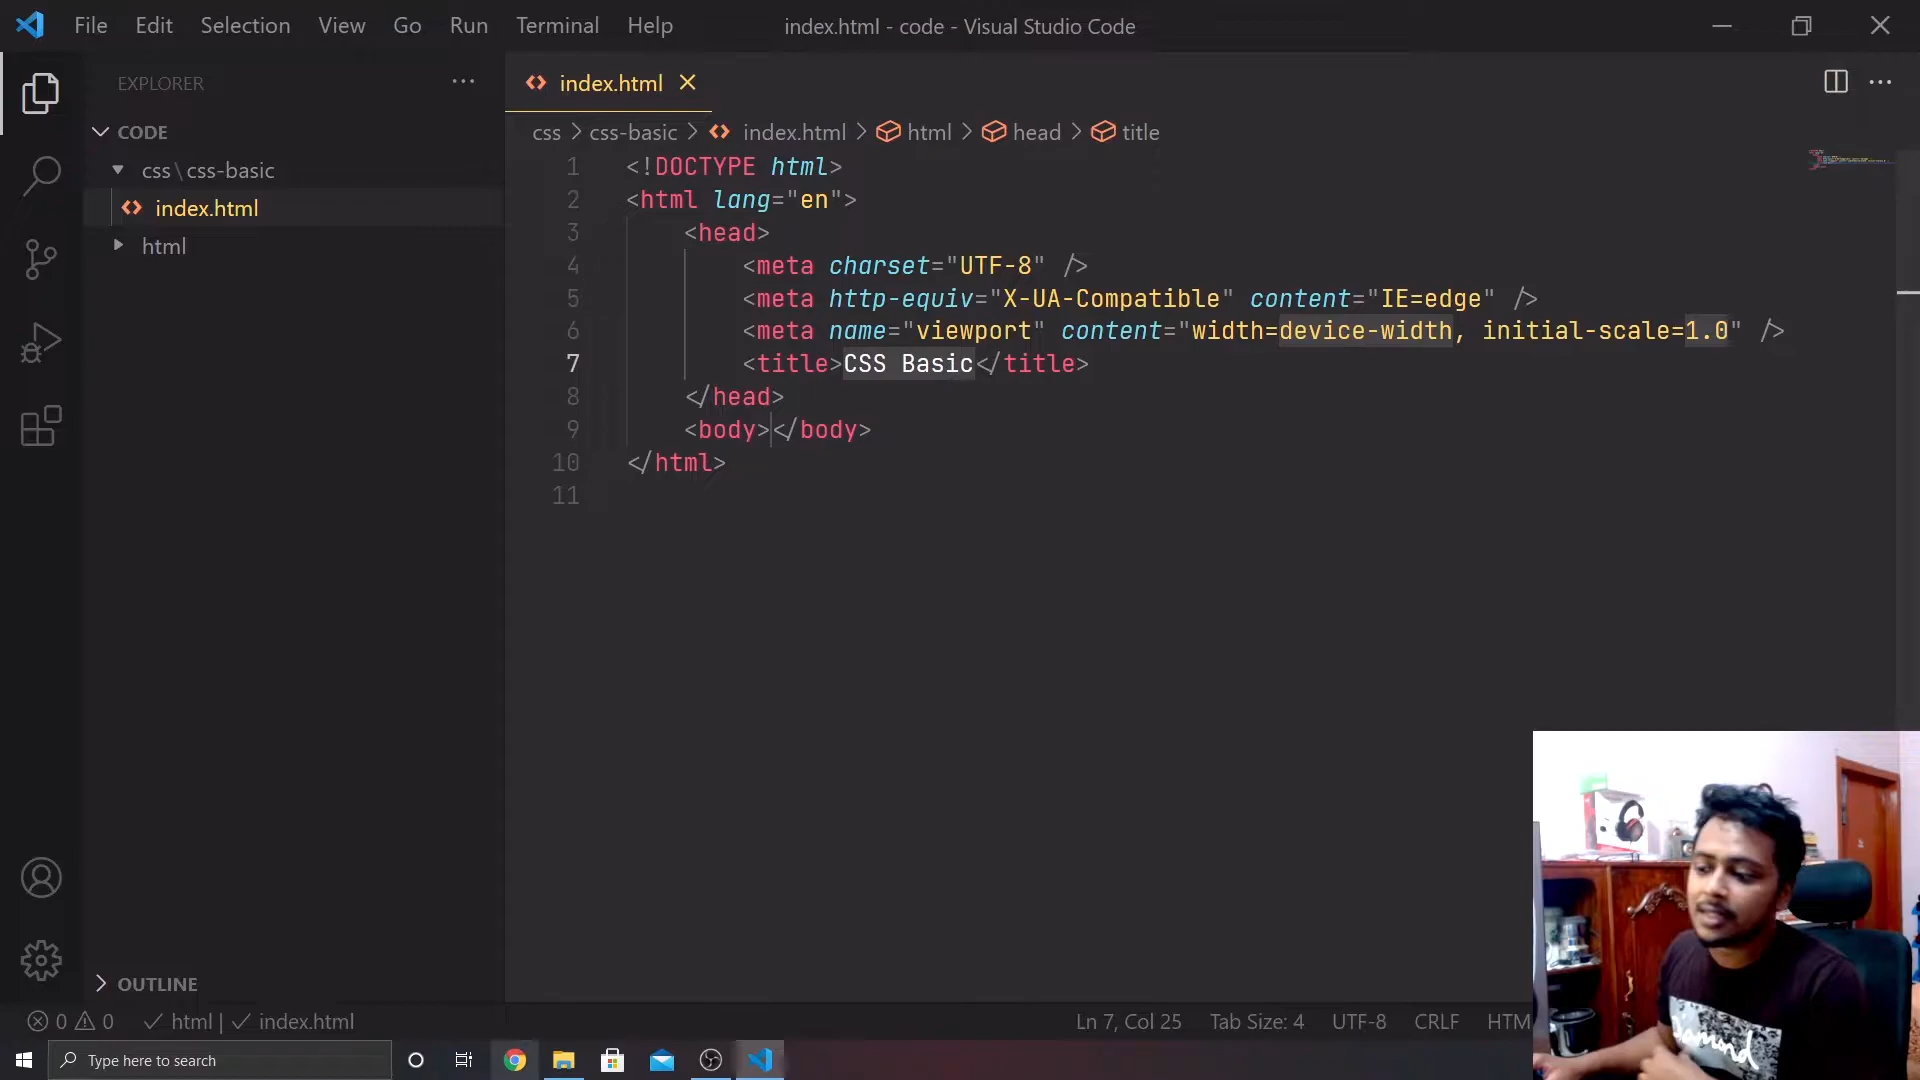 File Edit Selection View Go Run Terminal Help index.html - code - Visual Studio Code
EXPLORER
CODE
css\css-basic
index.html
html
OUTLINE
index.html
css > css-basic > index.html > html > head > title
1 <!DOCTYPE html>
2 <html lang="en">
3 <head>
4 <meta charset="UTF-8" />
5 <meta http-equiv="X-UA-Compatible" content="IE=edge" />
6 <meta name="viewport" content="width=device-width, initial-scale=1.0" />
7 <title>CSS Basic</title>
8 </head>
9 <body></body>
10 </html>
11
0 0 html | index.html Ln 7, Col 25 Tab Size: 4 UTF-8 CRLF HTM
Type here to search